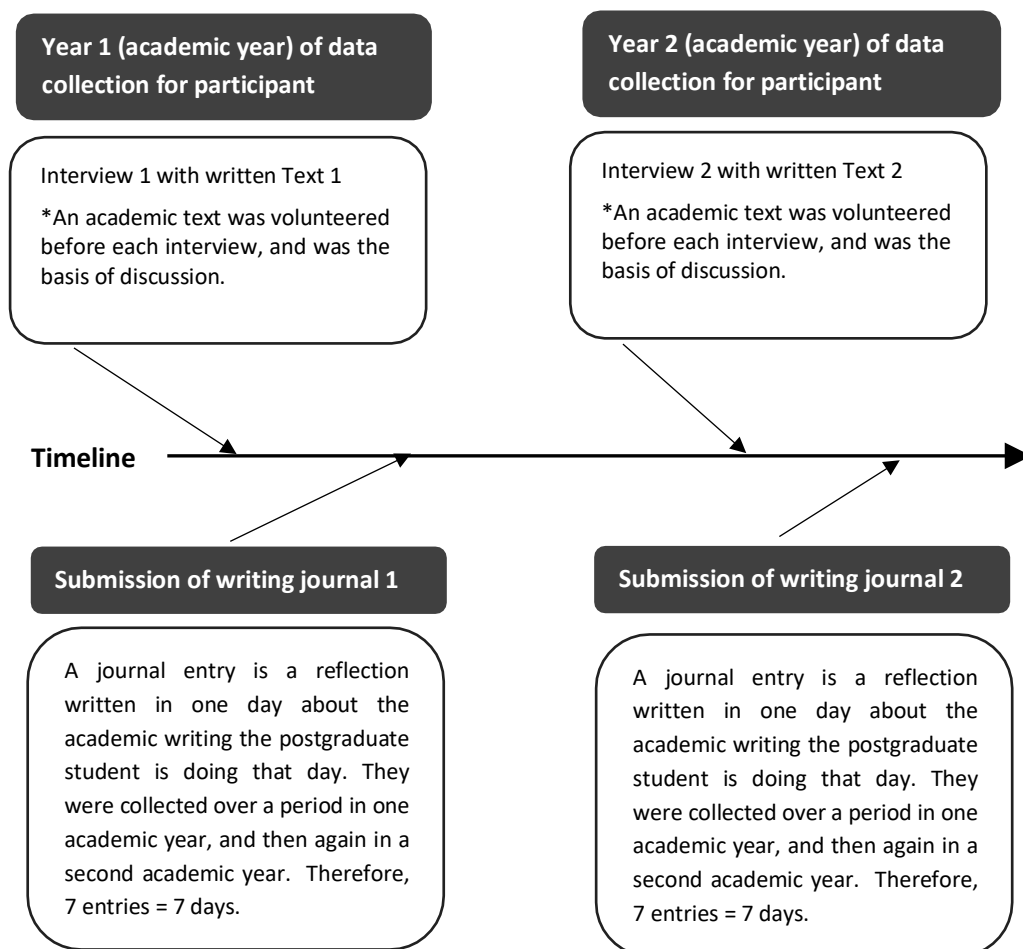 Year 1 (academic year) of data
collection for participant
Year 2 (academic year) of data
collection for participant
Interview 1 with written Text 1
*An academic text was volunteered
before each interview, and was the
basis of discussion.
Interview 2 with written Text 2
*An academic text was volunteered
before each interview, and was the
basis of discussion.
Timeline
Submission of writing journal 1
Submission of writing journal 2
A journal entry is a reflection
written in one day about the
academic writing the postgraduate
student is doing that day. They
were collected over a period in one
academic year, and then again in a
second academic year. Therefore,
7 entries = 7 days.
A journal entry is a reflection
written in one day about the
academic writing the postgraduate
student is doing that day. They
were collected over a period in one
academic year, and then again in a
second academic year. Therefore,
7 entries = 7 days.